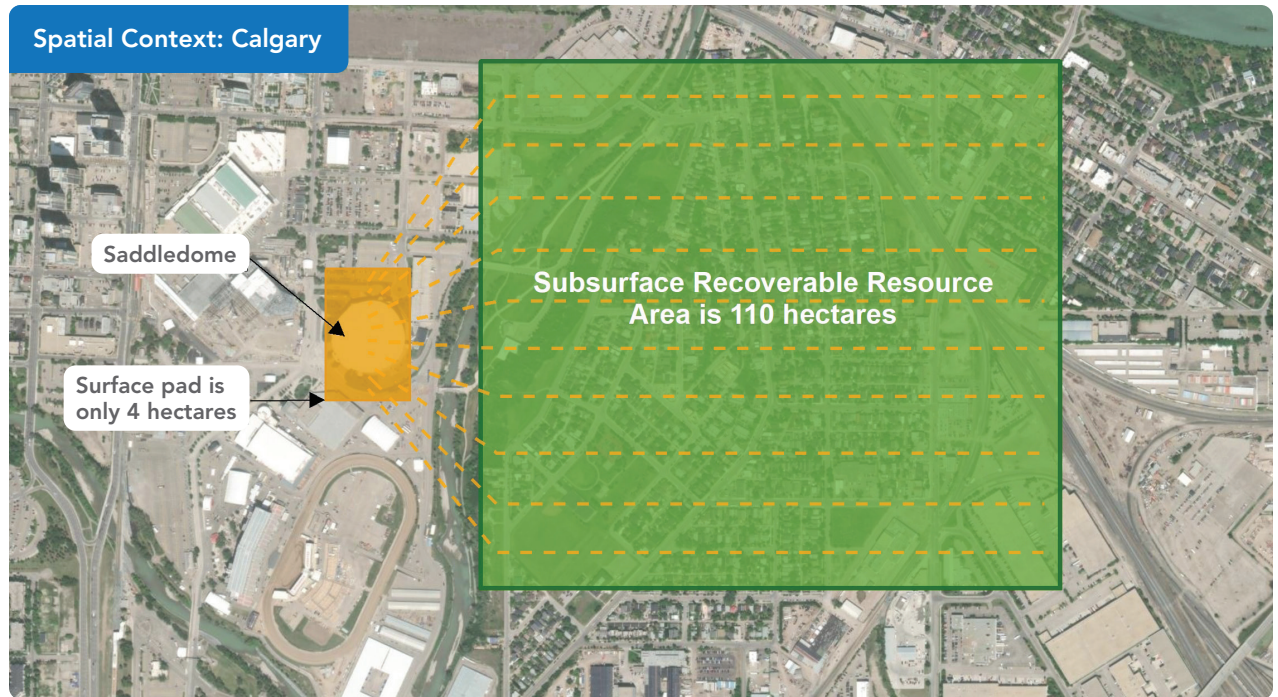 Spatial Context: Calgary
Saddledome
Subsurface Recoverable Resource
Area is 110 hectares
Surface pad is
only 4 hectares